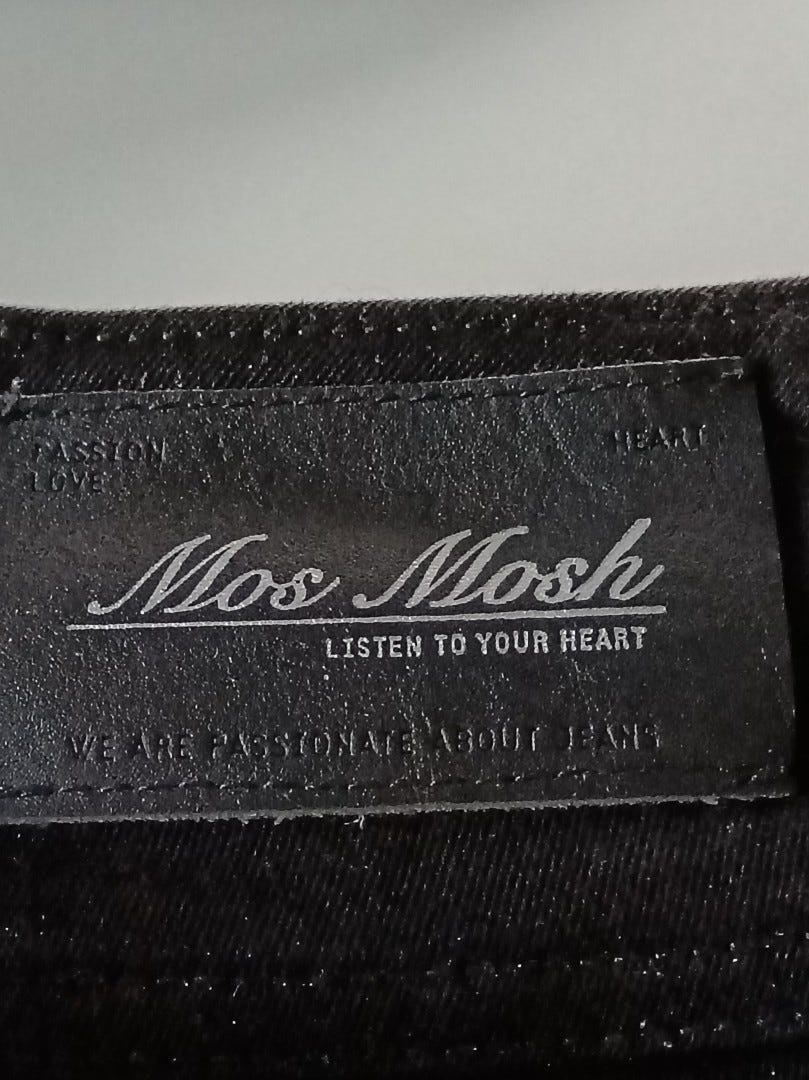 PASSION
HEART
LOVE
Mos Mosh
LISTEN TO YOUR HEART
WE ARE PASSIONATE ABOUT JEANS